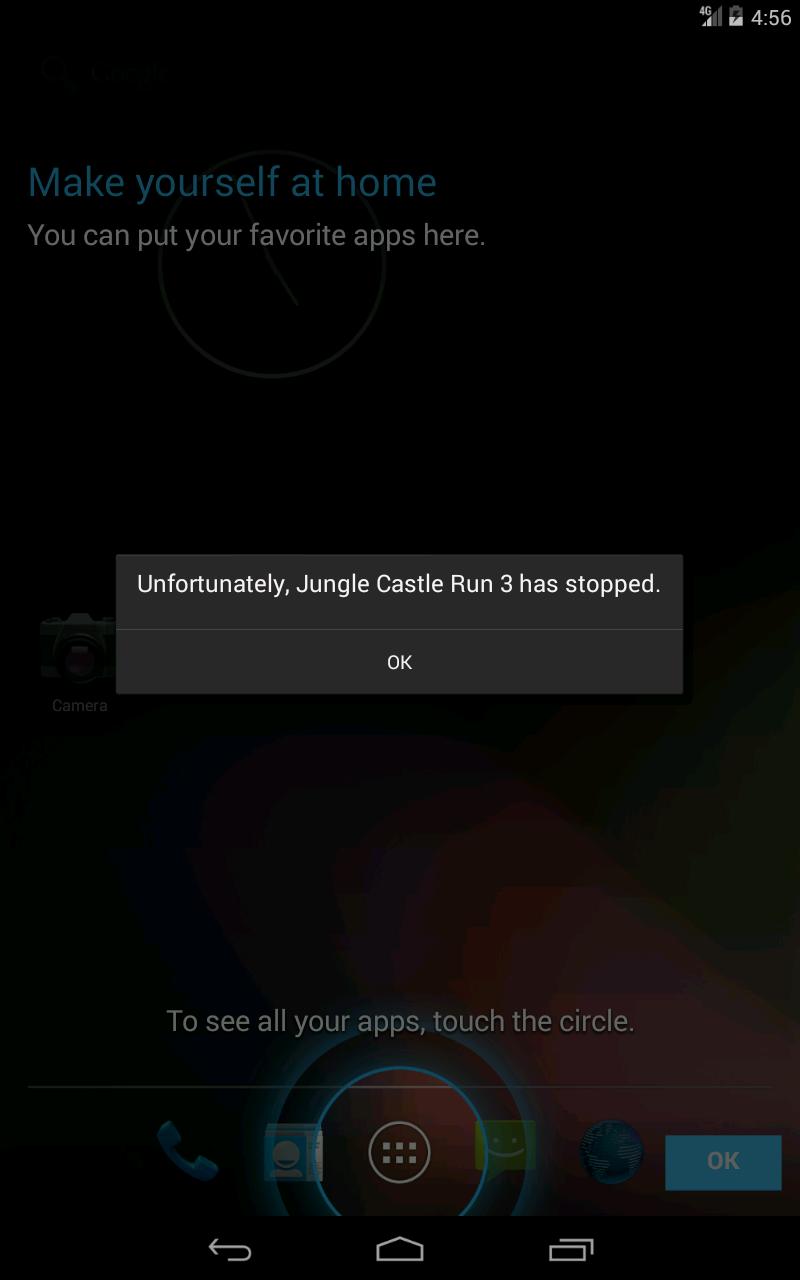 4G
4:56
Google
Make yourself at home
You can put your favorite apps here.
Unfortunately, Jungle Castle Run 3 has stopped.
OK
Camera
To see all your apps, touch the circle.
OK